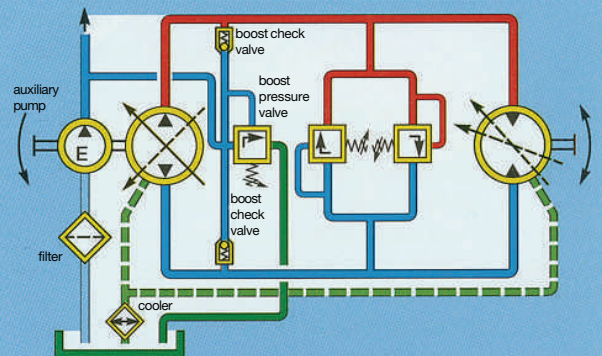 boost check
valve
auxiliary
pump
boost
pressure
valve
E
boost
check
valve
filter
cooler